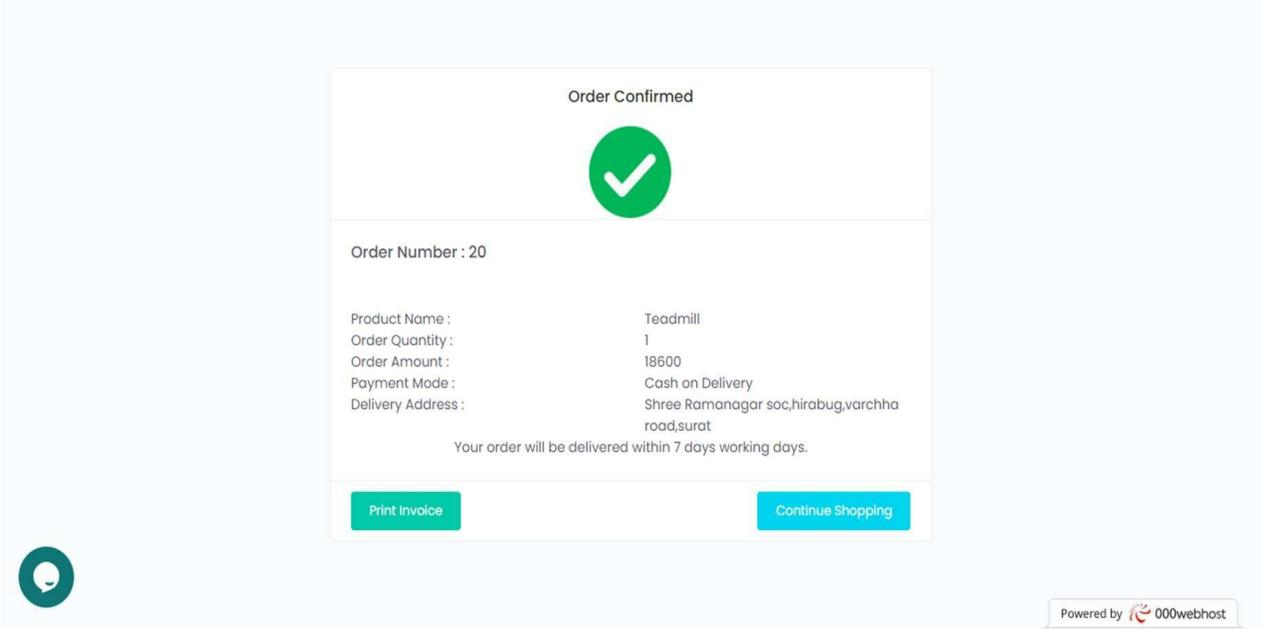 Order Confirmed
Order Number : 20
Product Name : Teadmill
Order Quantity : 1
Order Amount : 18600
Payment Mode : Cash on Delivery
Delivery Address : Shree Ramanagar soc,hirabug,varchha
road,surat
Your order will be delivered within 7 days working days.
Print Invoice Continue Shopping
Powered by 000webhost